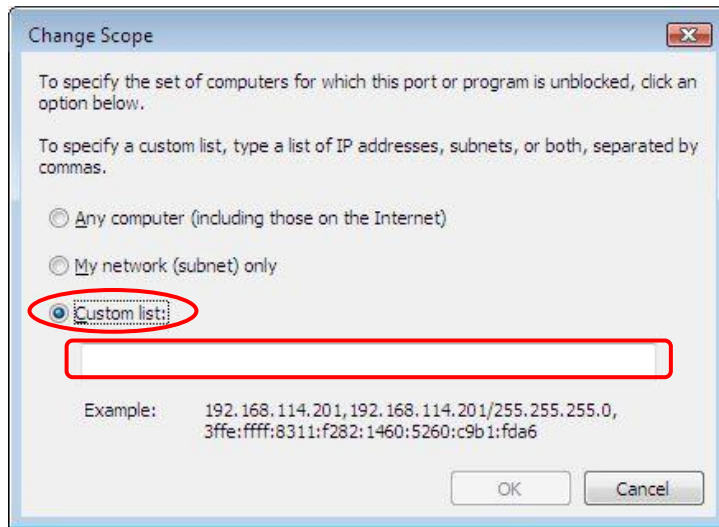 Change Scope
To specify the set of computers for which this port or program is unblocked, click an
option below.
To specify a custom list, type a list of IP addresses, subnets, or both, separated by
commas.
Any computer (including those on the Internet)
My network (subnet) only
Custom list:
Example: 192.168.114.201,192.168.114.201/255.255.255.0,
3ffe:ffff:8311:f282:1460:5260:c9b1:fda6
OK Cancel